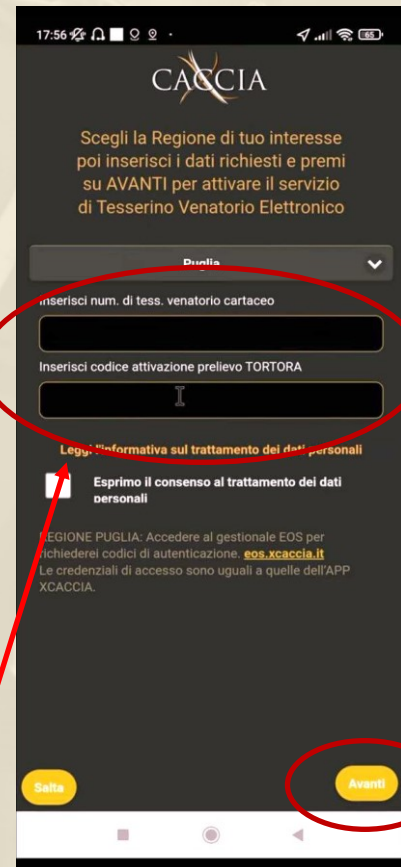 17:56
65
CACCIA
Scegli la Regione di tuo interesse
poi inserisci i dati richiesti e premi
su AVANTI per attivare il servizio
di Tesserino Venatorio Elettronico
Puglia
Inserisci num. di tess. venatorio cartaceo
Inserisci codice attivazione prelievo TORTORA
Leggi l'informativa sul trattamento dei dati personali
Esprimo il consenso al trattamento dei dati
personali
REGIONE PUGLIA: Accedere al gestionale EOS per
richiederei codici di autenticazione. eos.xcaccia.it
Le credenziali di accesso sono uguali a quelle dell'APP
XCACCIA.
Salta
Avanti